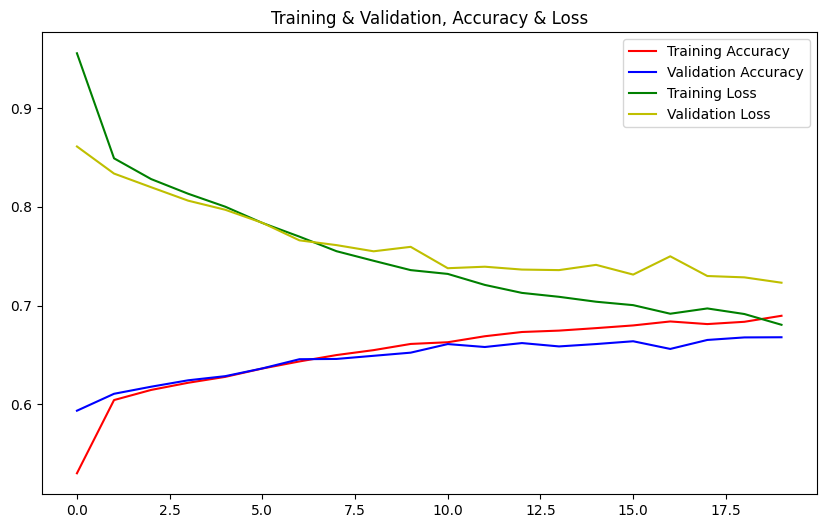 Training & Validation, Accuracy & Loss
Training Accuracy
Validation Accuracy
Training Loss
Validation Loss
0.9
0.8
0.7
0.6
0.0 2.5 5.0 7.5 10.0 12.5 15.0 17.5